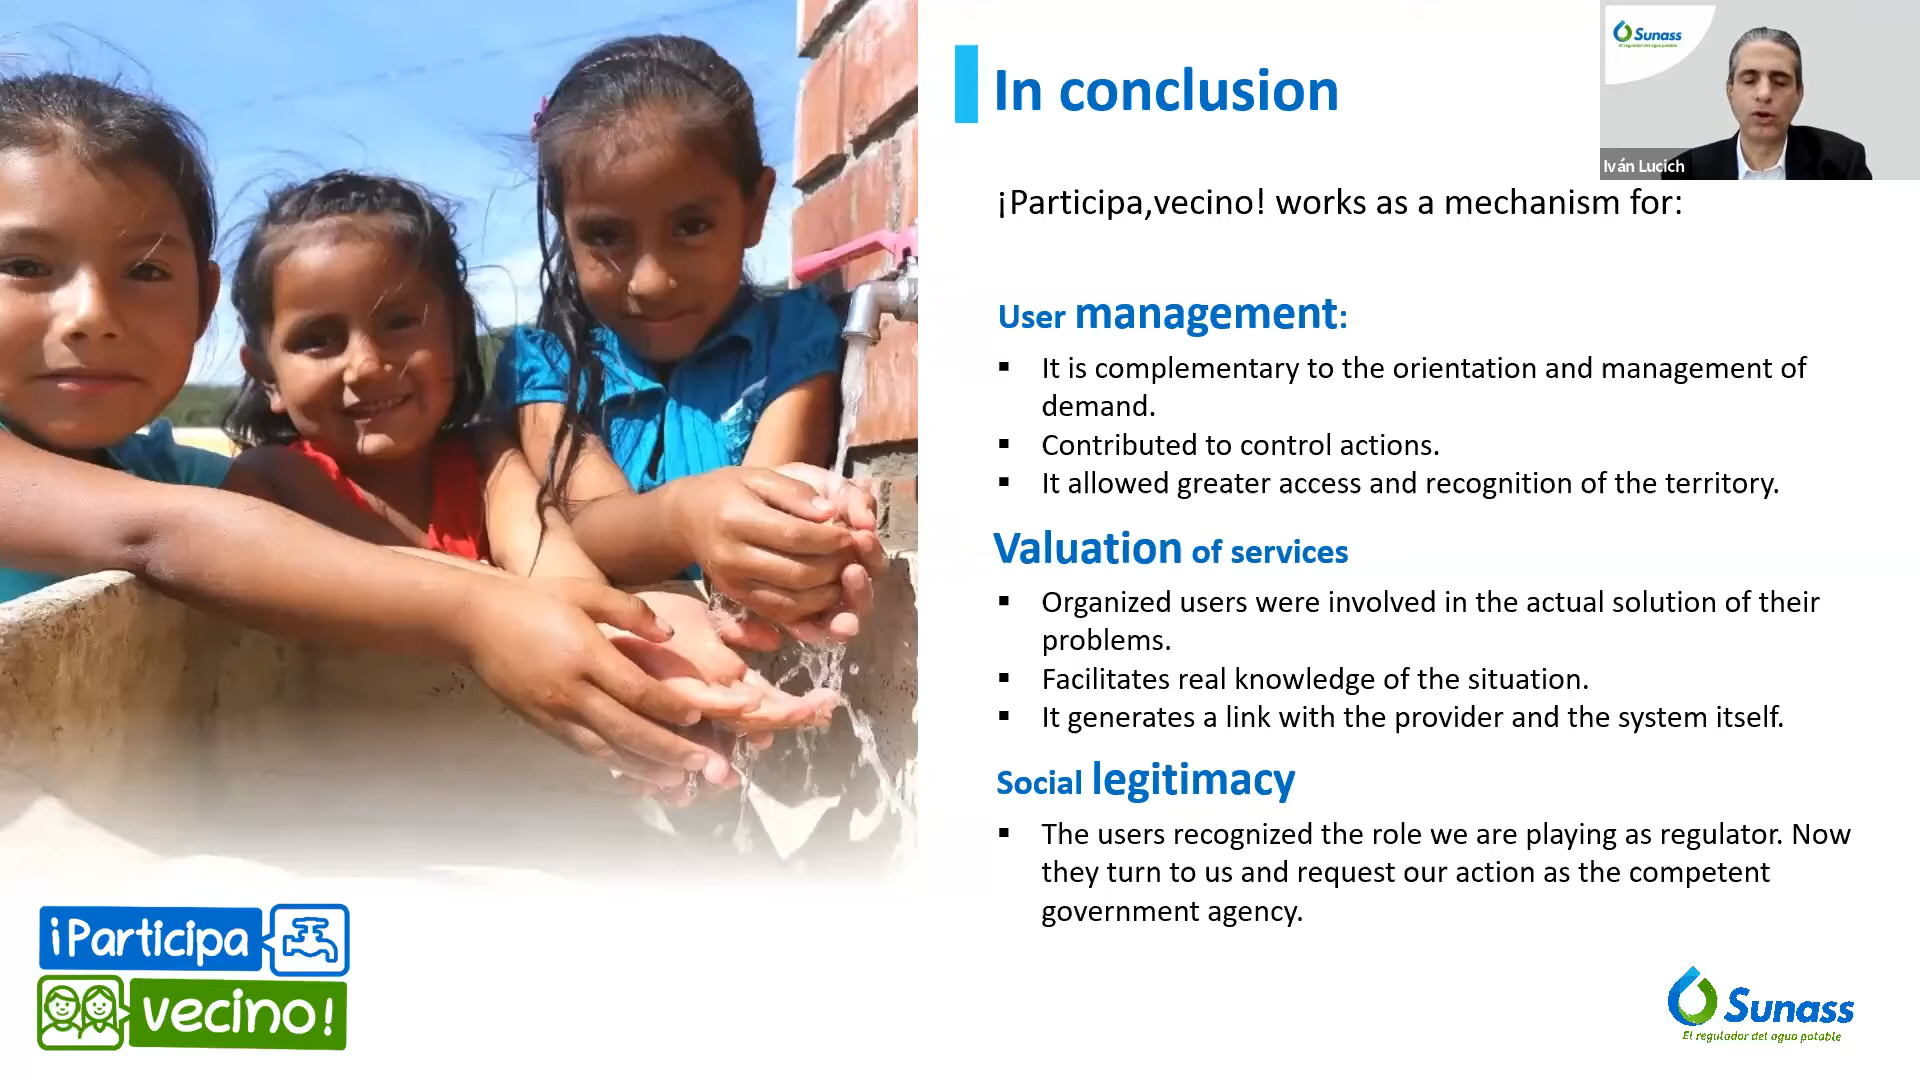 In conclusion
Sunass
El regulador del agua potable
Iván Lucich
¡Participa,vecino! works as a mechanism for:
User management:
▪ It is complementary to the orientation and management of
demand.
▪ Contributed to control actions.
▪ It allowed greater access and recognition of the territory.
Valuation of services
▪ Organized users were involved in the actual solution of their
problems.
▪ Facilitates real knowledge of the situation.
▪ It generates a link with the provider and the system itself.
Social legitimacy
▪ The users recognized the role we are playing as regulator. Now
they turn to us and request our action as the competent
government agency.
¡Participa
vecino!
Sunass
El regulador del agua potable